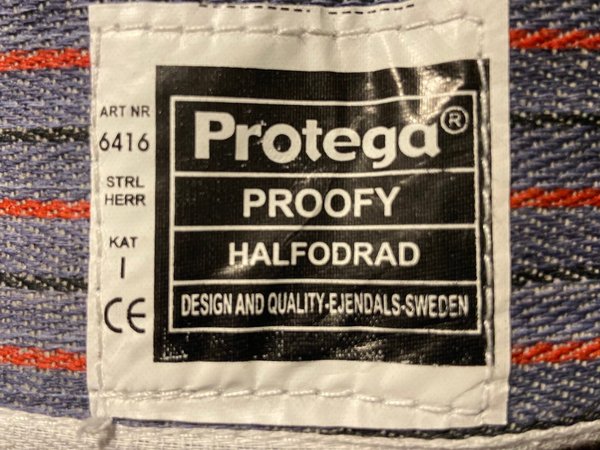 ART NR
6416
STRL
HERR
KAT
I
CE
Protega®
PROOFY
HALFODRAD
DESIGN AND QUALITY-EJENDALS-SWEDEN